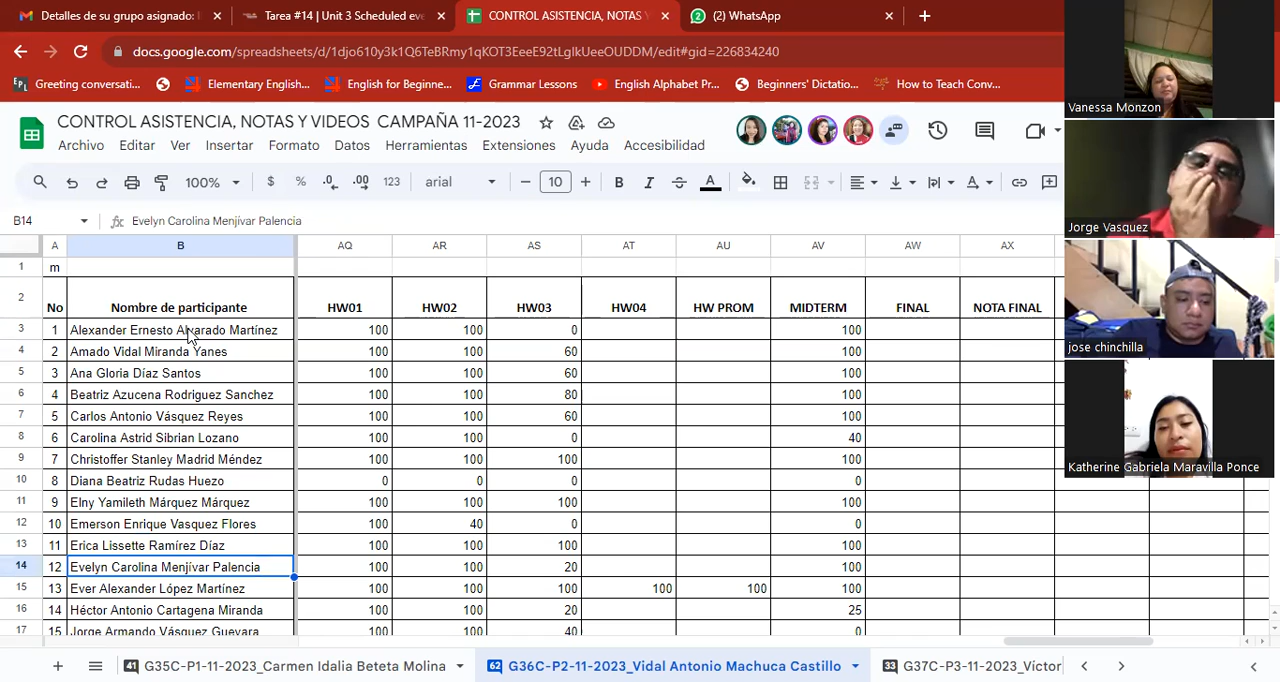 Detalles de su grupo asignado: I × Tarea #14 | Unit 3 Scheduled eve × CONTROL ASISTENCIA, NOTAS Y × (2) WhatsApp × +
docs.google.com/spreadsheets/d/1djo610y3k1Q6TeBRmy1qKOT3EeeE92tLglkUeeOUDDM/edit#gid=226834240
Greeting conversati... Elementary English... English for Beginne... Grammar Lessons English Alphabet Pr... Beginners' Dictatio... How to Teach Conv...
CONTROL ASISTENCIA, NOTAS Y VIDEOS CAMPAÑA 11-2023
Archivo Editar Ver Insertar Formato Datos Herramientas Extensiones Ayuda Accesibilidad
100% $ % .0 .00 123 arial − 10 + B I A
B14 fx Evelyn Carolina Menjívar Palencia
A B AQ AR AS AT AU AV AW AX
1 m
2 No Nombre de participante HW01 HW02 HW03 HW04 HW PROM MIDTERM FINAL NOTA FINAL
3 1 Alexander Ernesto Alvarado Martínez 100 100 0 100
4 2 Amado Vidal Miranda Yanes 100 100 60 100
5 3 Ana Gloria Díaz Santos 100 100 60 100
6 4 Beatriz Azucena Rodriguez Sanchez 100 100 80 100
7 5 Carlos Antonio Vásquez Reyes 100 100 60 100
8 6 Carolina Astrid Sibrian Lozano 100 100 0 40
9 7 Christoffer Stanley Madrid Méndez 100 100 100 100
10 8 Diana Beatriz Rudas Huezo 0 0 0 0
11 9 Elny Yamileth Márquez Márquez 100 100 100 100
12 10 Emerson Enrique Vasquez Flores 100 40 0 0
13 11 Erica Lissette Ramírez Díaz 100 100 100 100
14 12 Evelyn Carolina Menjívar Palencia 100 100 20 100
15 13 Ever Alexander López Martínez 100 100 100 100 100 100
16 14 Héctor Antonio Cartagena Miranda 100 100 20 25
17 15 Jorge Armando Vásquez Guevara 100 100 40 0
+ 41 G35C-P1-11-2023_Carmen Idalia Beteta Molina 62 G36C-P2-11-2023_Vidal Antonio Machuca Castillo 33 G37C-P3-11-2023_Victor
Vanessa Monzon
Jorge Vasquez
jose chinchilla
Katherine Gabriela Maravilla Ponce